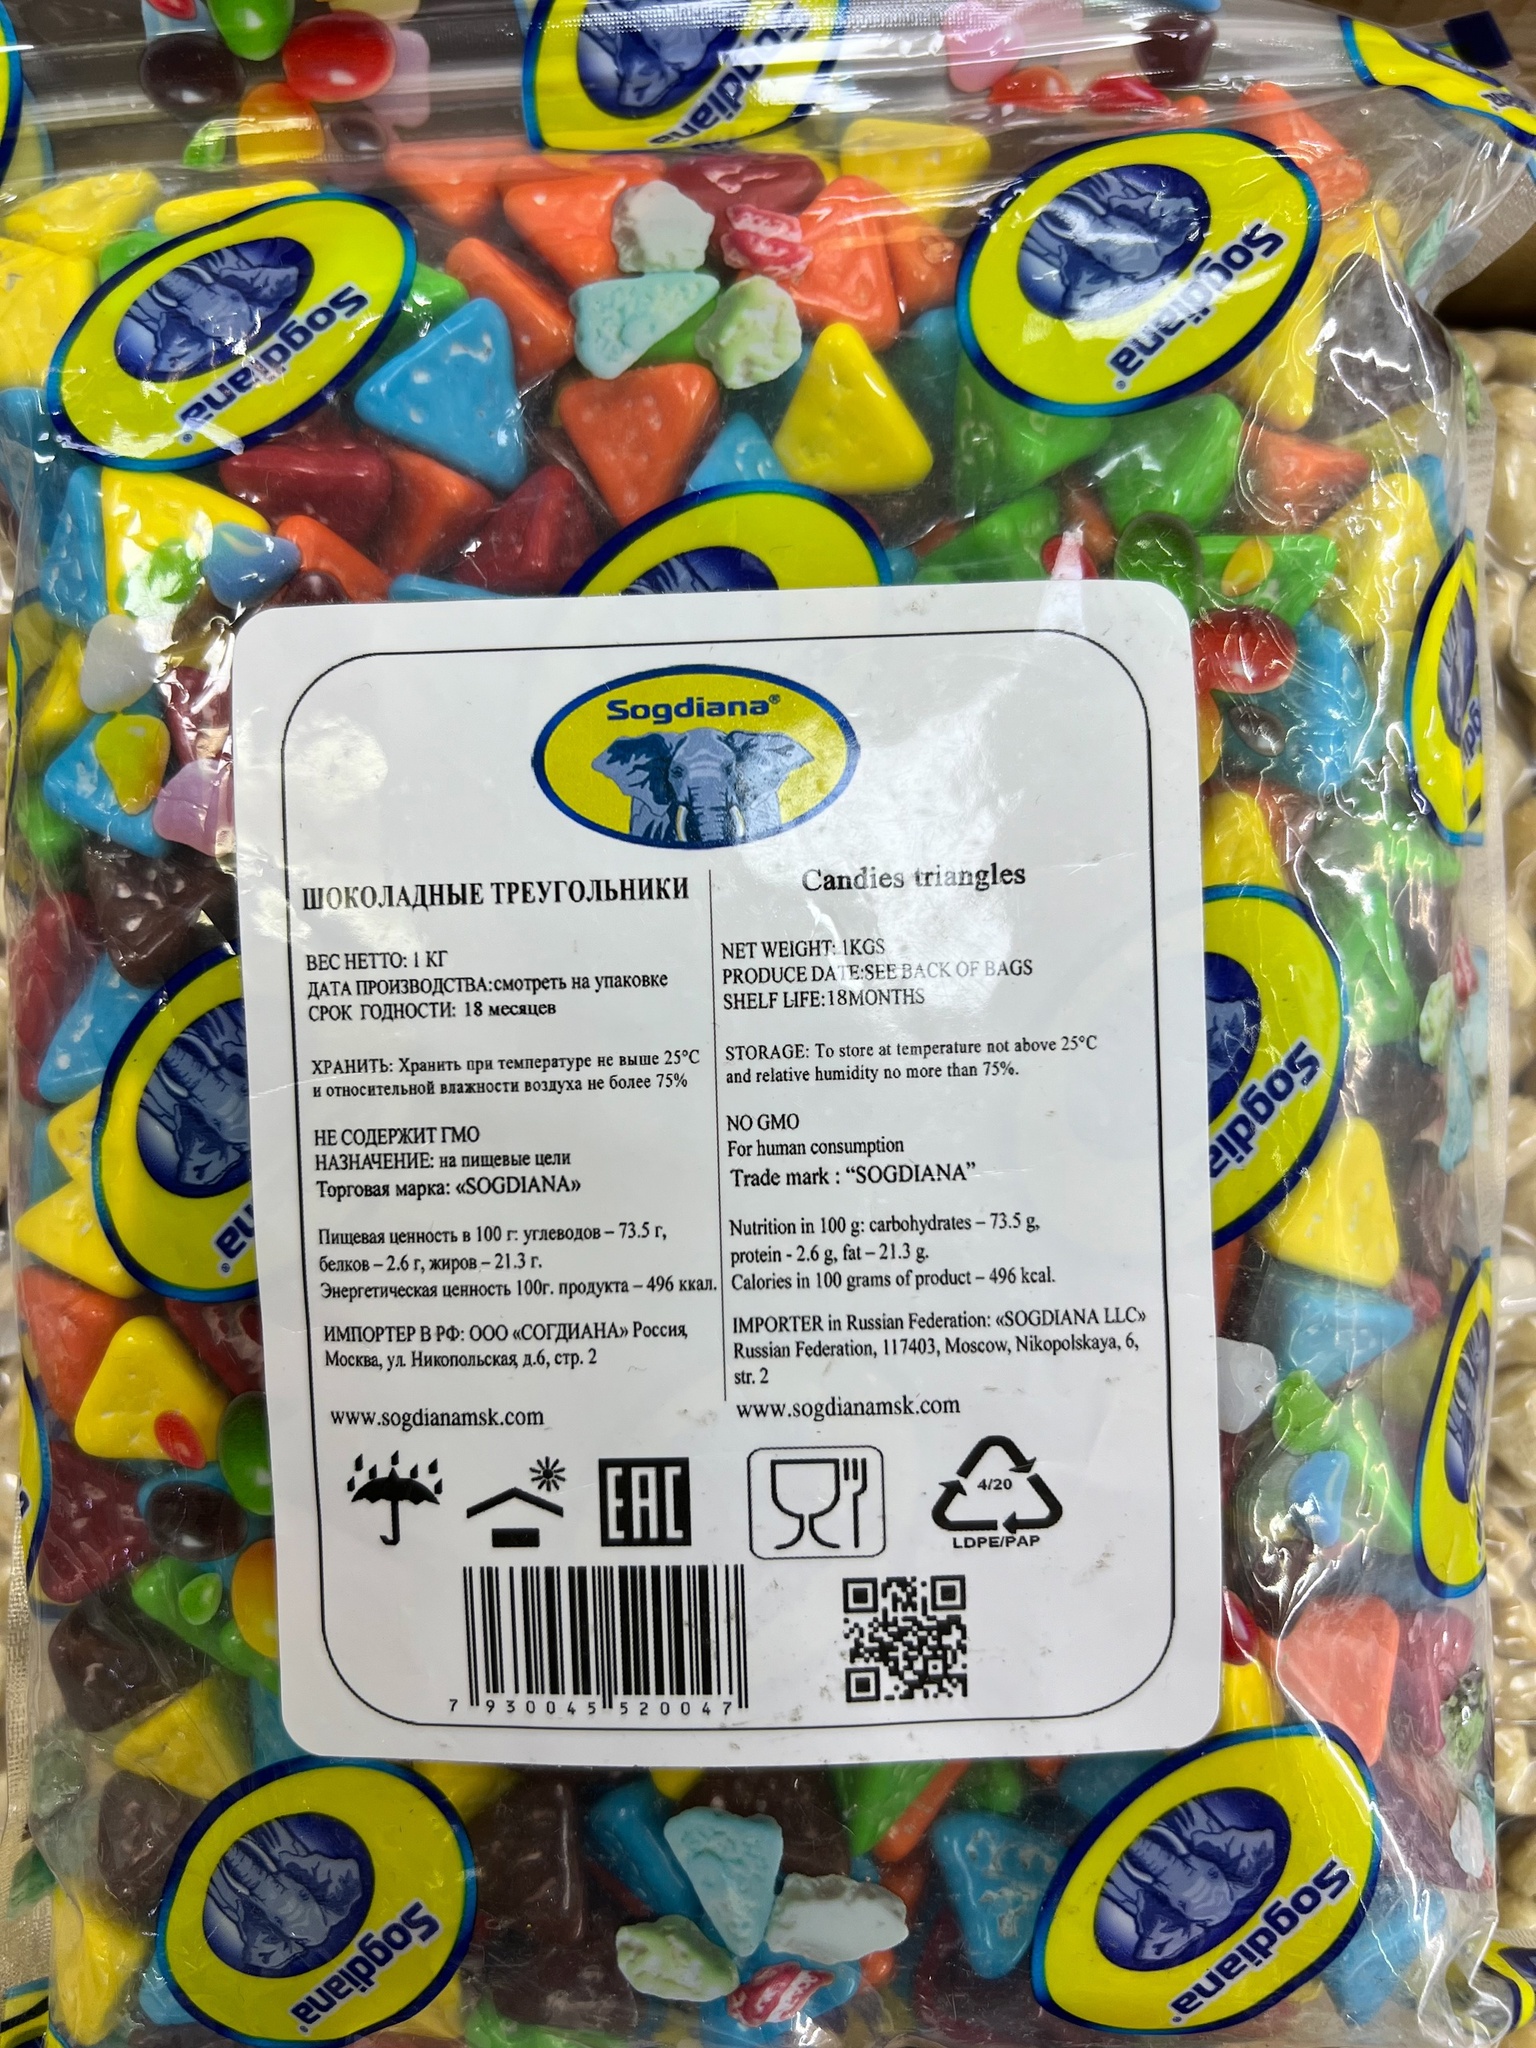 Sogdiana
Sogdiana®
Sogdiana®
Sogdiana®
ШОКОЛАДНЫЕ ТРЕУГОЛЬНИКИ
ВЕС НЕТТО: 1 КГ
ДАТА ПРОИЗВОДСТВА:смотреть на упаковке
СРОК ГОДНОСТИ: 18 месяцев
ХРАНИТЬ: Хранить при температуре не выше 25°С
и относительной влажности воздуха не более 75%
НЕ СОДЕРЖИТ ГМО
НАЗНАЧЕНИЕ: на пищевые цели
Торговая марка: «SOGDIANA»
Пищевая ценность в 100 г: углеводов – 73.5 г,
белков – 2.6 г, жиров – 21.3 г.
Энергетическая ценность 100г. продукта – 496 ккал.
ИМПОРТЕР В РФ: ООО «СОГДИАНА» Россия,
Москва, ул. Никопольская, д.6, стр. 2
www.sogdianamsk.com
Candies triangles
NET WEIGHT: 1KGS
PRODUCE DATE:SEE BACK OF BAGS
SHELF LIFE:18MONTHS
STORAGE: To store at temperature not above 25°C
and relative humidity no more than 75%.
NO GMO
For human consumption
Trade mark : “SOGDIANA”
Nutrition in 100 g: carbohydrates – 73.5 g,
protein - 2.6 g, fat – 21.3 g.
Calories in 100 grams of product – 496 kcal.
IMPORTER in Russian Federation: «SOGDIANA LLC»
Russian Federation, 117403, Moscow, Nikopolskaya, 6,
str. 2
www.sogdianamsk.com
EAC
4/20
LDPE/PAP
7 930045 520047
Sogdiana®
Sogdiana®